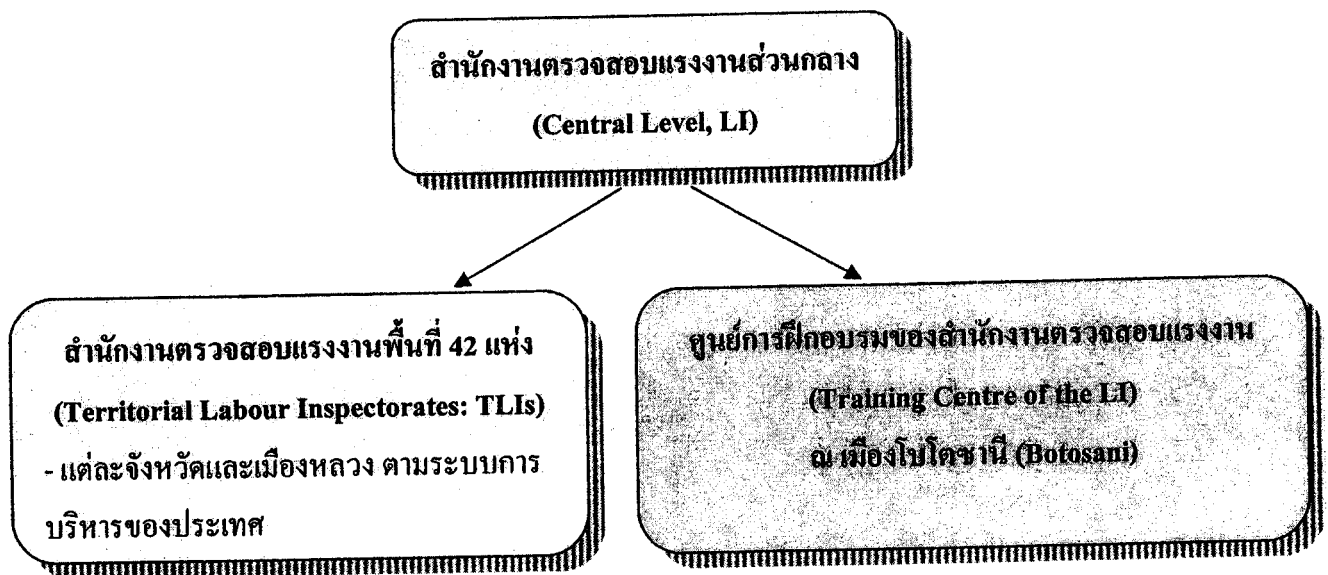 สำนักงานตรวจสอบแรงงานส่วนกลาง
(Central Level, LI)
สำนักงานตรวจสอบแรงงานพื้นที่ 42 แห่ง
(Territorial Labour Inspectorates: TLIs)
- แต่ละจังหวัดและเมืองหลวง ตามระบบการ
บริหารของประเทศ
ศูนย์การฝึกอบรมของสำนักงานตรวจสอบแรงงาน
(Training Centre of the LI)
ณ เมืองโบโตซานี (Botosani)